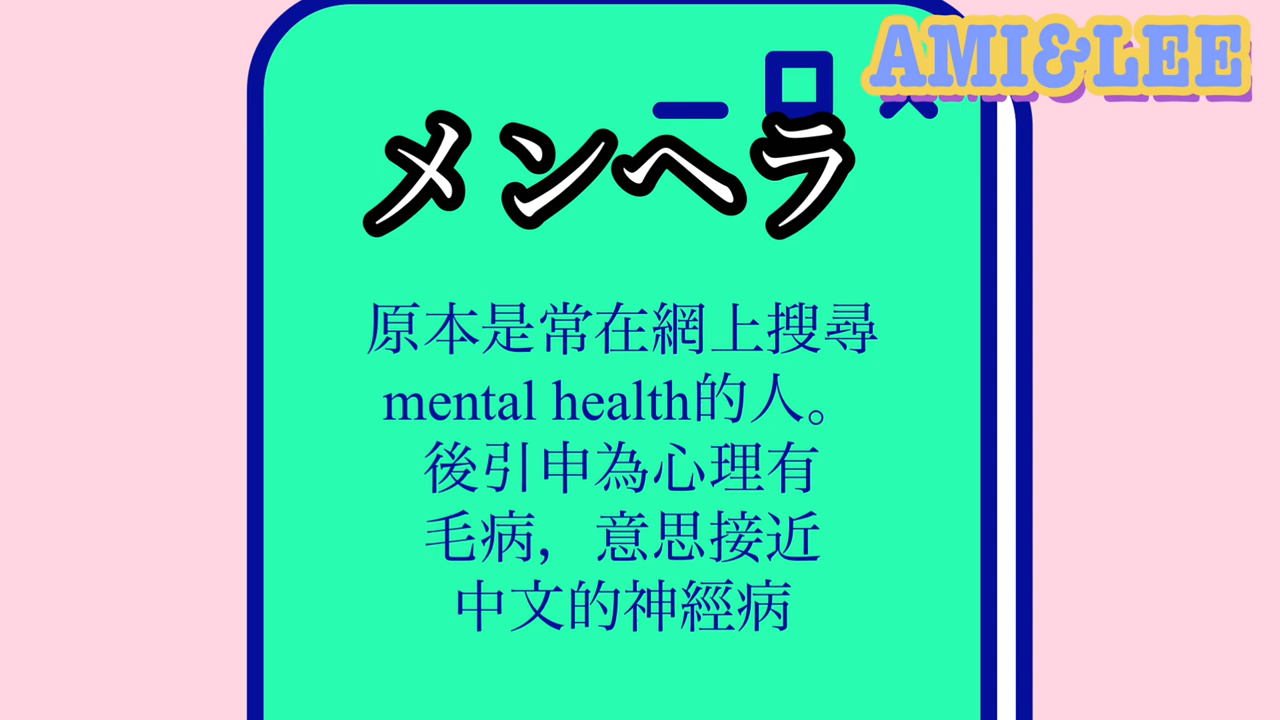 AMI&LEE
メンヘラ
原本是常在網上搜尋
mental health的人。
後引申為心理有
毛病，意思接近
中文的神經病